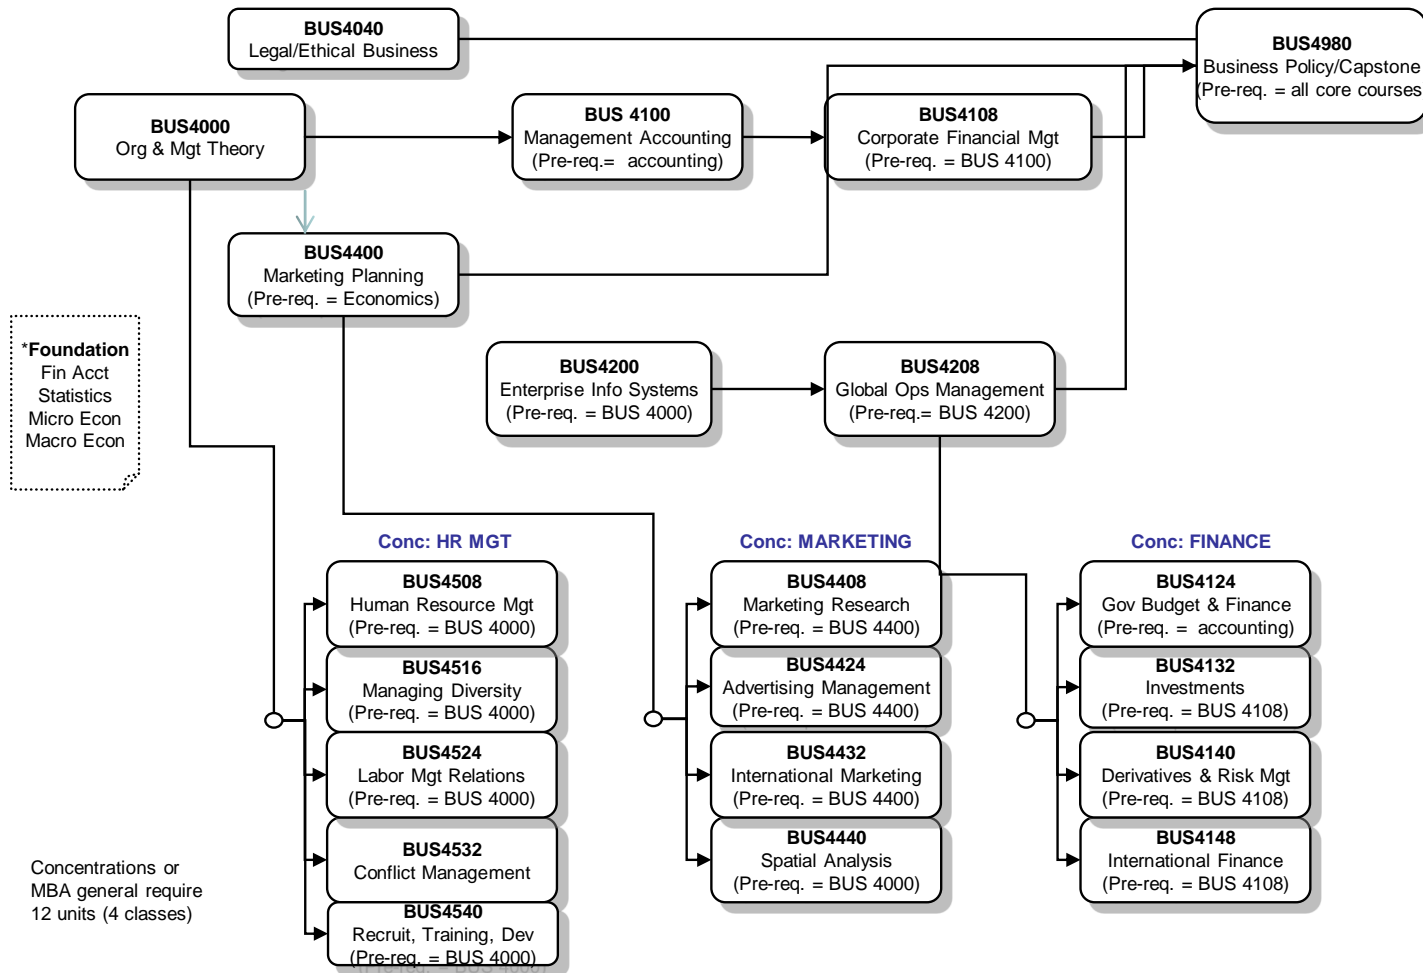 BUS4040
Legal/Ethical Business
BUS4980
Business Policy/Capstone
(Pre-req. = all core courses
BUS4000
Org & Mgt Theory
BUS 4100
Management Accounting
(Pre-req.= accounting)
BUS4108
Corporate Financial Mgt
(Pre-req. = BUS 4100)
BUS4400
Marketing Planning
(Pre-req. = Economics)
*Foundation
Fin Acct
Statistics
Micro Econ
Macro Econ
BUS4200
Enterprise Info Systems
(Pre-req. = BUS 4000)
BUS4208
Global Ops Management
(Pre-req.= BUS 4200)
Conc: HR MGT
BUS4508
Human Resource Mgt
(Pre-req. = BUS 4000)
BUS4516
Managing Diversity
(Pre-req. = BUS 4000)
BUS4524
Labor Mgt Relations
(Pre-req. = BUS 4000)
BUS4532
Conflict Management
BUS4540
Recruit, Training, Dev
(Pre-req. = BUS 4000)
Conc: MARKETING
BUS4408
Marketing Research
(Pre-req. = BUS 4400)
BUS4424
Advertising Management
(Pre-req. = BUS 4400)
BUS4432
International Marketing
(Pre-req. = BUS 4400)
BUS4440
Spatial Analysis
(Pre-req. = BUS 4000)
Conc: FINANCE
BUS4124
Gov Budget & Finance
(Pre-req. = accounting)
BUS4132
Investments
(Pre-req. = BUS 4108)
BUS4140
Derivatives & Risk Mgt
(Pre-req. = BUS 4108)
BUS4148
International Finance
(Pre-req. = BUS 4108)
Concentrations or
MBA general require
12 units (4 classes)